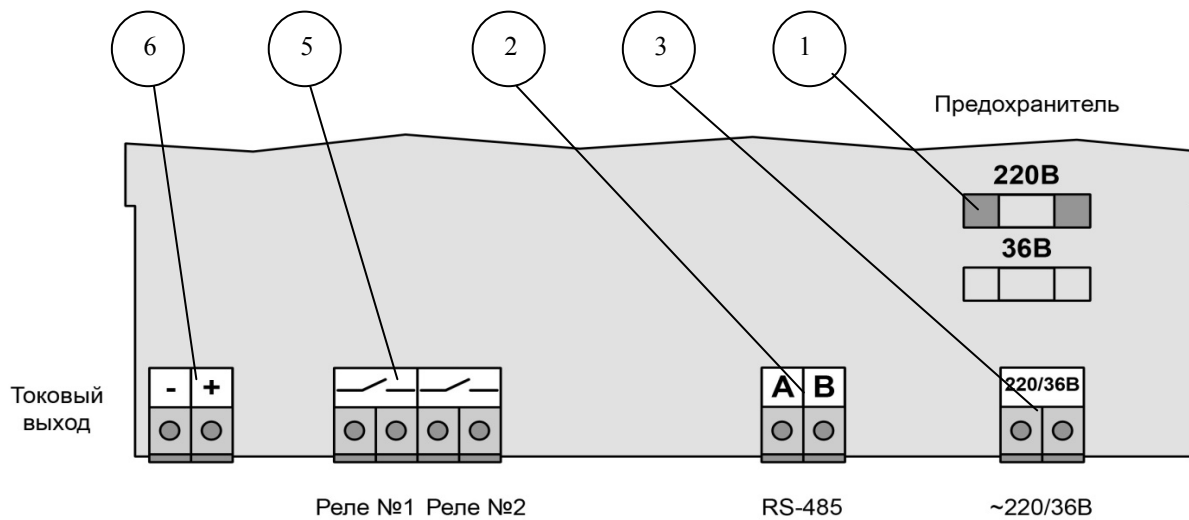 6
5
2
3
1
Предохранитель
220В
36В
Токовый
выход
- +
A B
220/36В
Реле №1 Реле №2
RS-485
~220/36В